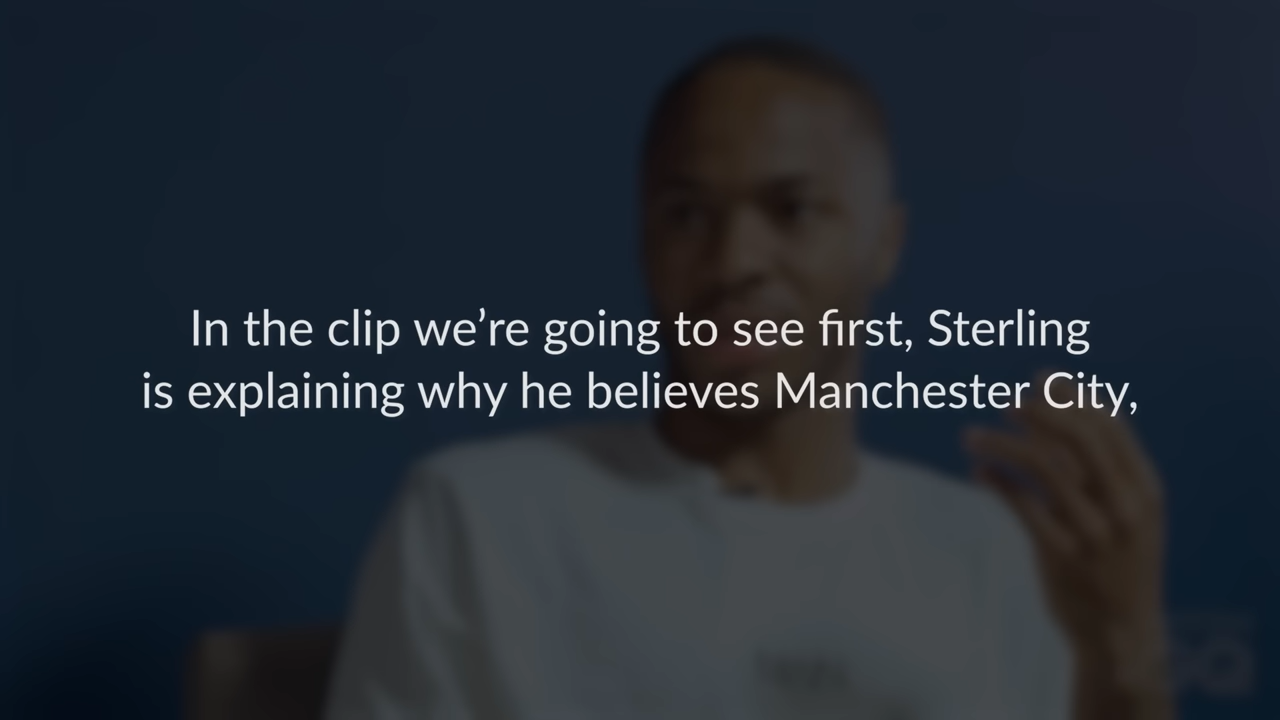 In the clip we’re going to see first, Sterling
is explaining why he believes Manchester City,